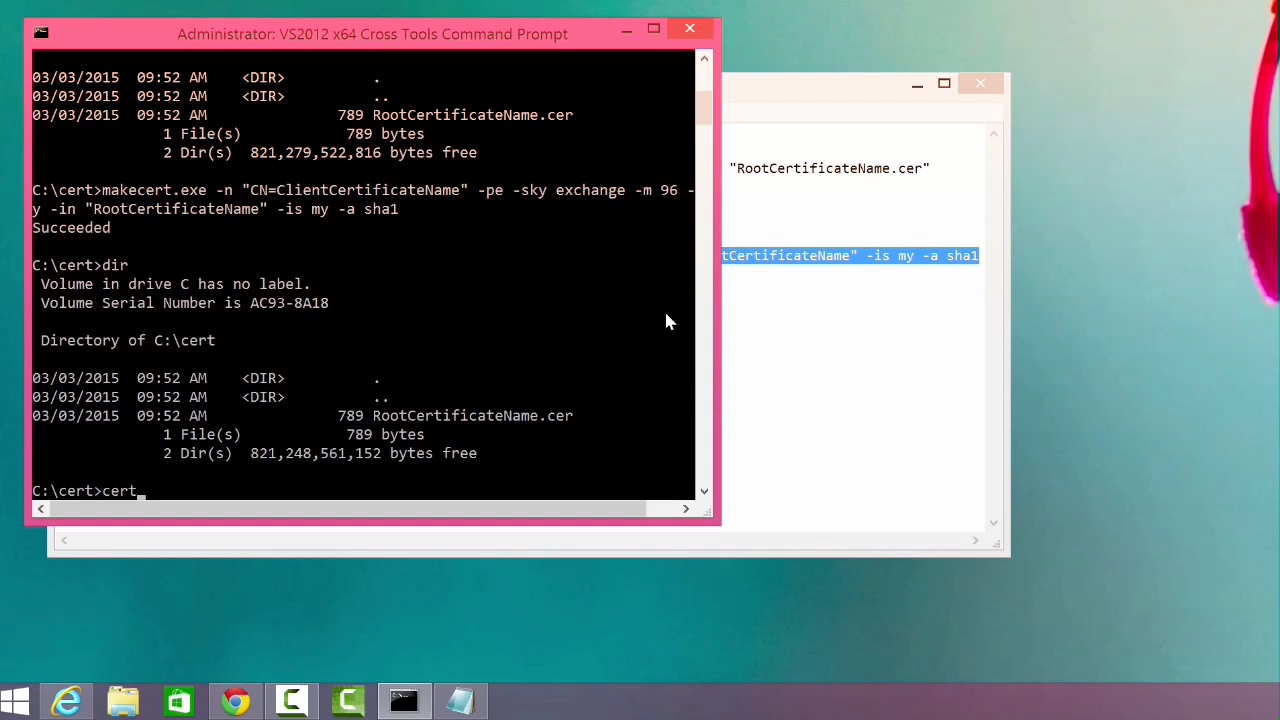 Administrator: VS2012 x64 Cross Tools Command Prompt
03/03/2015 09:52 AM <DIR> .
03/03/2015 09:52 AM <DIR> ..
03/03/2015 09:52 AM 789 RootCertificateName.cer
1 File(s) 789 bytes
2 Dir(s) 821,279,522,816 bytes free
C:\cert>makecert.exe -n "CN=ClientCertificateName" -pe -sky exchange -m 96 -
y -in "RootCertificateName" -is my -a sha1
Succeeded
C:\cert>dir
Volume in drive C has no label.
Volume Serial Number is AC93-8A18
Directory of C:\cert
03/03/2015 09:52 AM <DIR> .
03/03/2015 09:52 AM <DIR> ..
03/03/2015 09:52 AM 789 RootCertificateName.cer
1 File(s) 789 bytes
2 Dir(s) 821,248,561,152 bytes free
C:\cert>cert_
"RootCertificateName.cer"
tCertificateName" -is my -a sha1